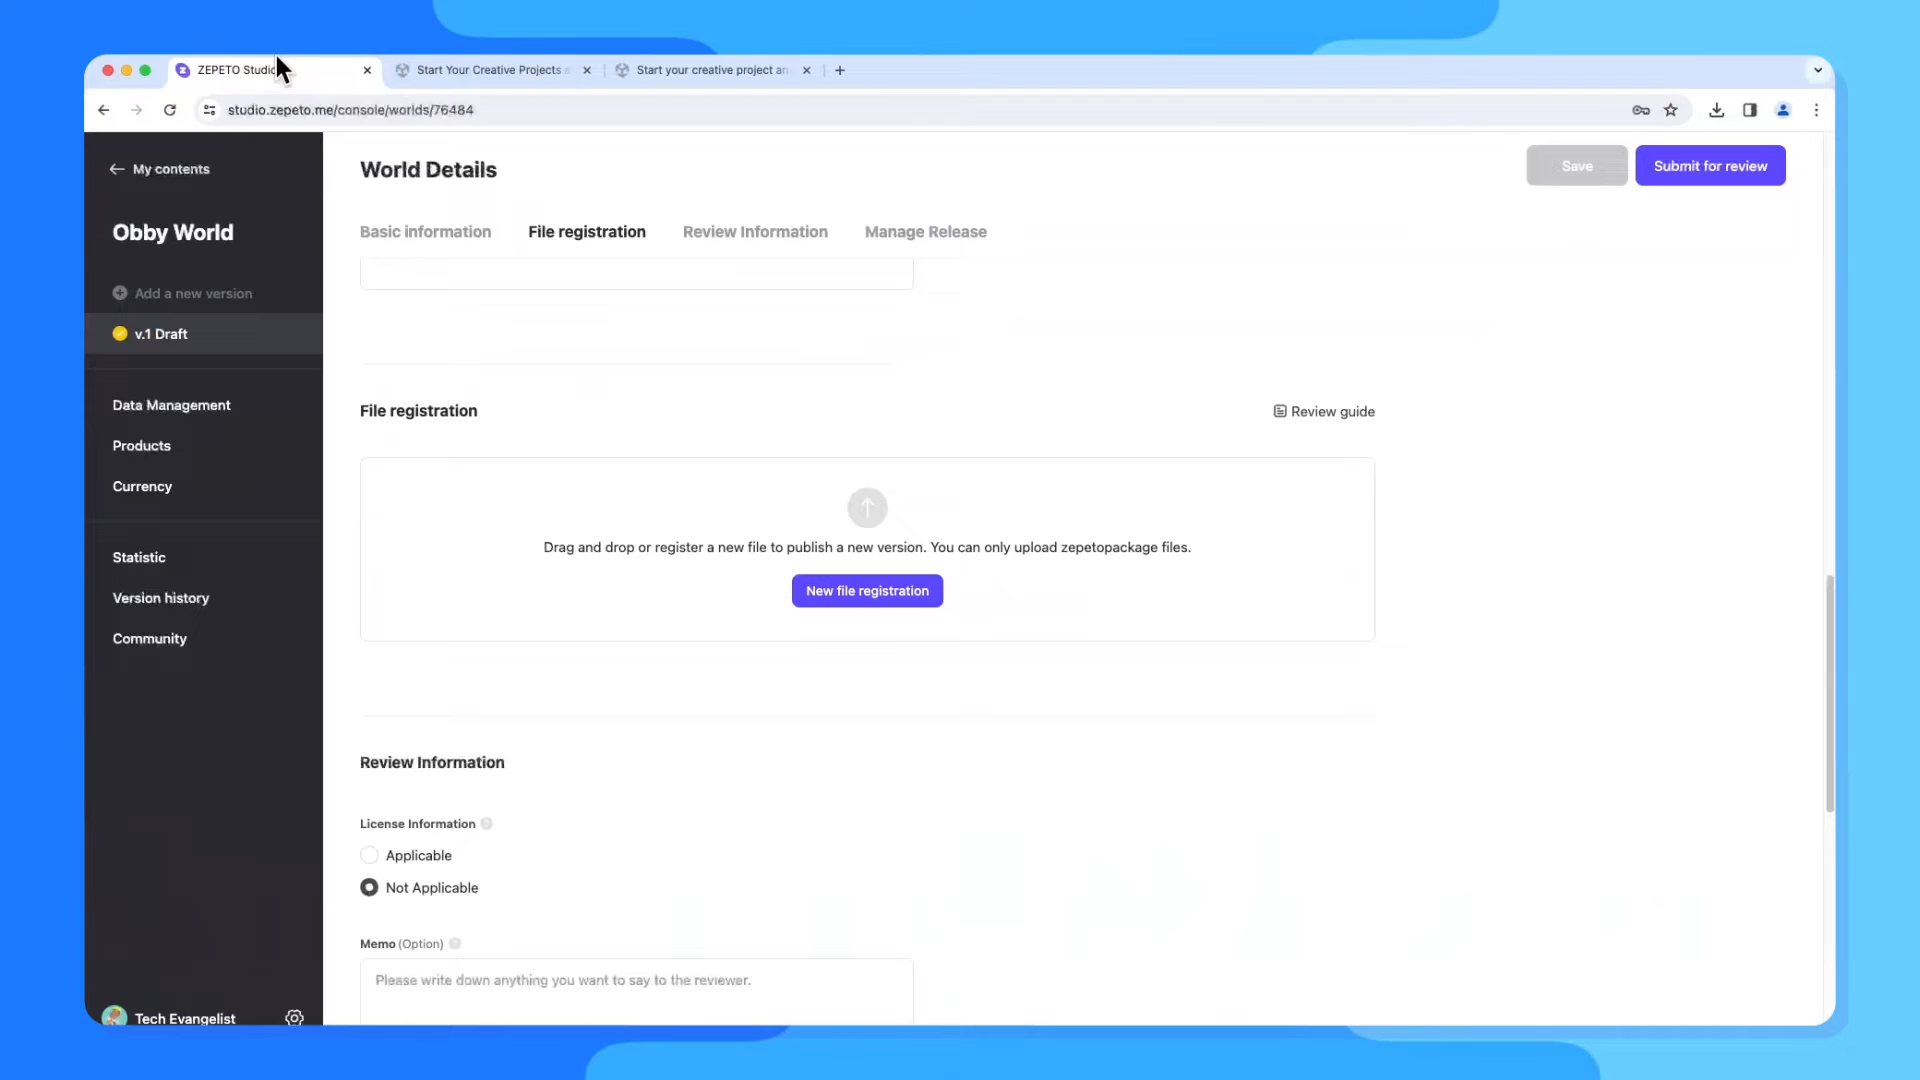 ZEPETO Studio
Start Your Creative Projects
Start your creative project an
studio.zepeto.me/console/worlds/76484
My contents
World Details
Save
Submit for review
Obby World
Basic information
File registration
Review Information
Manage Release
Add a new version
v.1 Draft
Data Management
Products
Currency
File registration
Review guide
Drag and drop or register a new file to publish a new version. You can only upload zepetopackage files.
New file registration
Statistic
Version history
Community
Review Information
License Information
Applicable
Not Applicable
Memo (Option)
Please write down anything you want to say to the reviewer.
Tech Evangelist